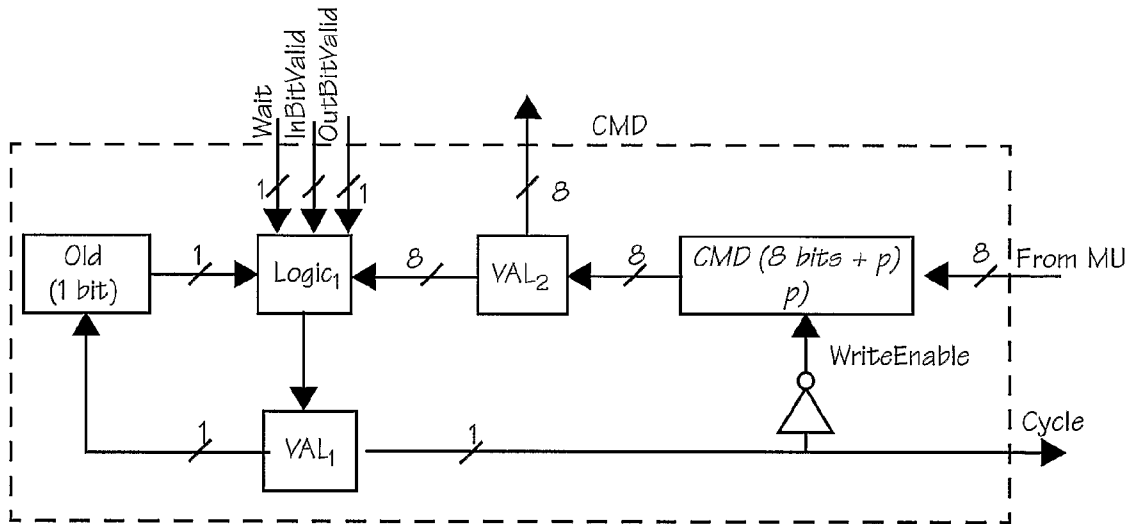 Wait
InBitValid
OutBitValid
CMD
1
1
8
Old
(1 bit)
1
Logic₁
8
VAL₂
8
CMD (8 bits + p)
p)
8
From MU
WriteEnable
1
VAL₁
1
Cycle